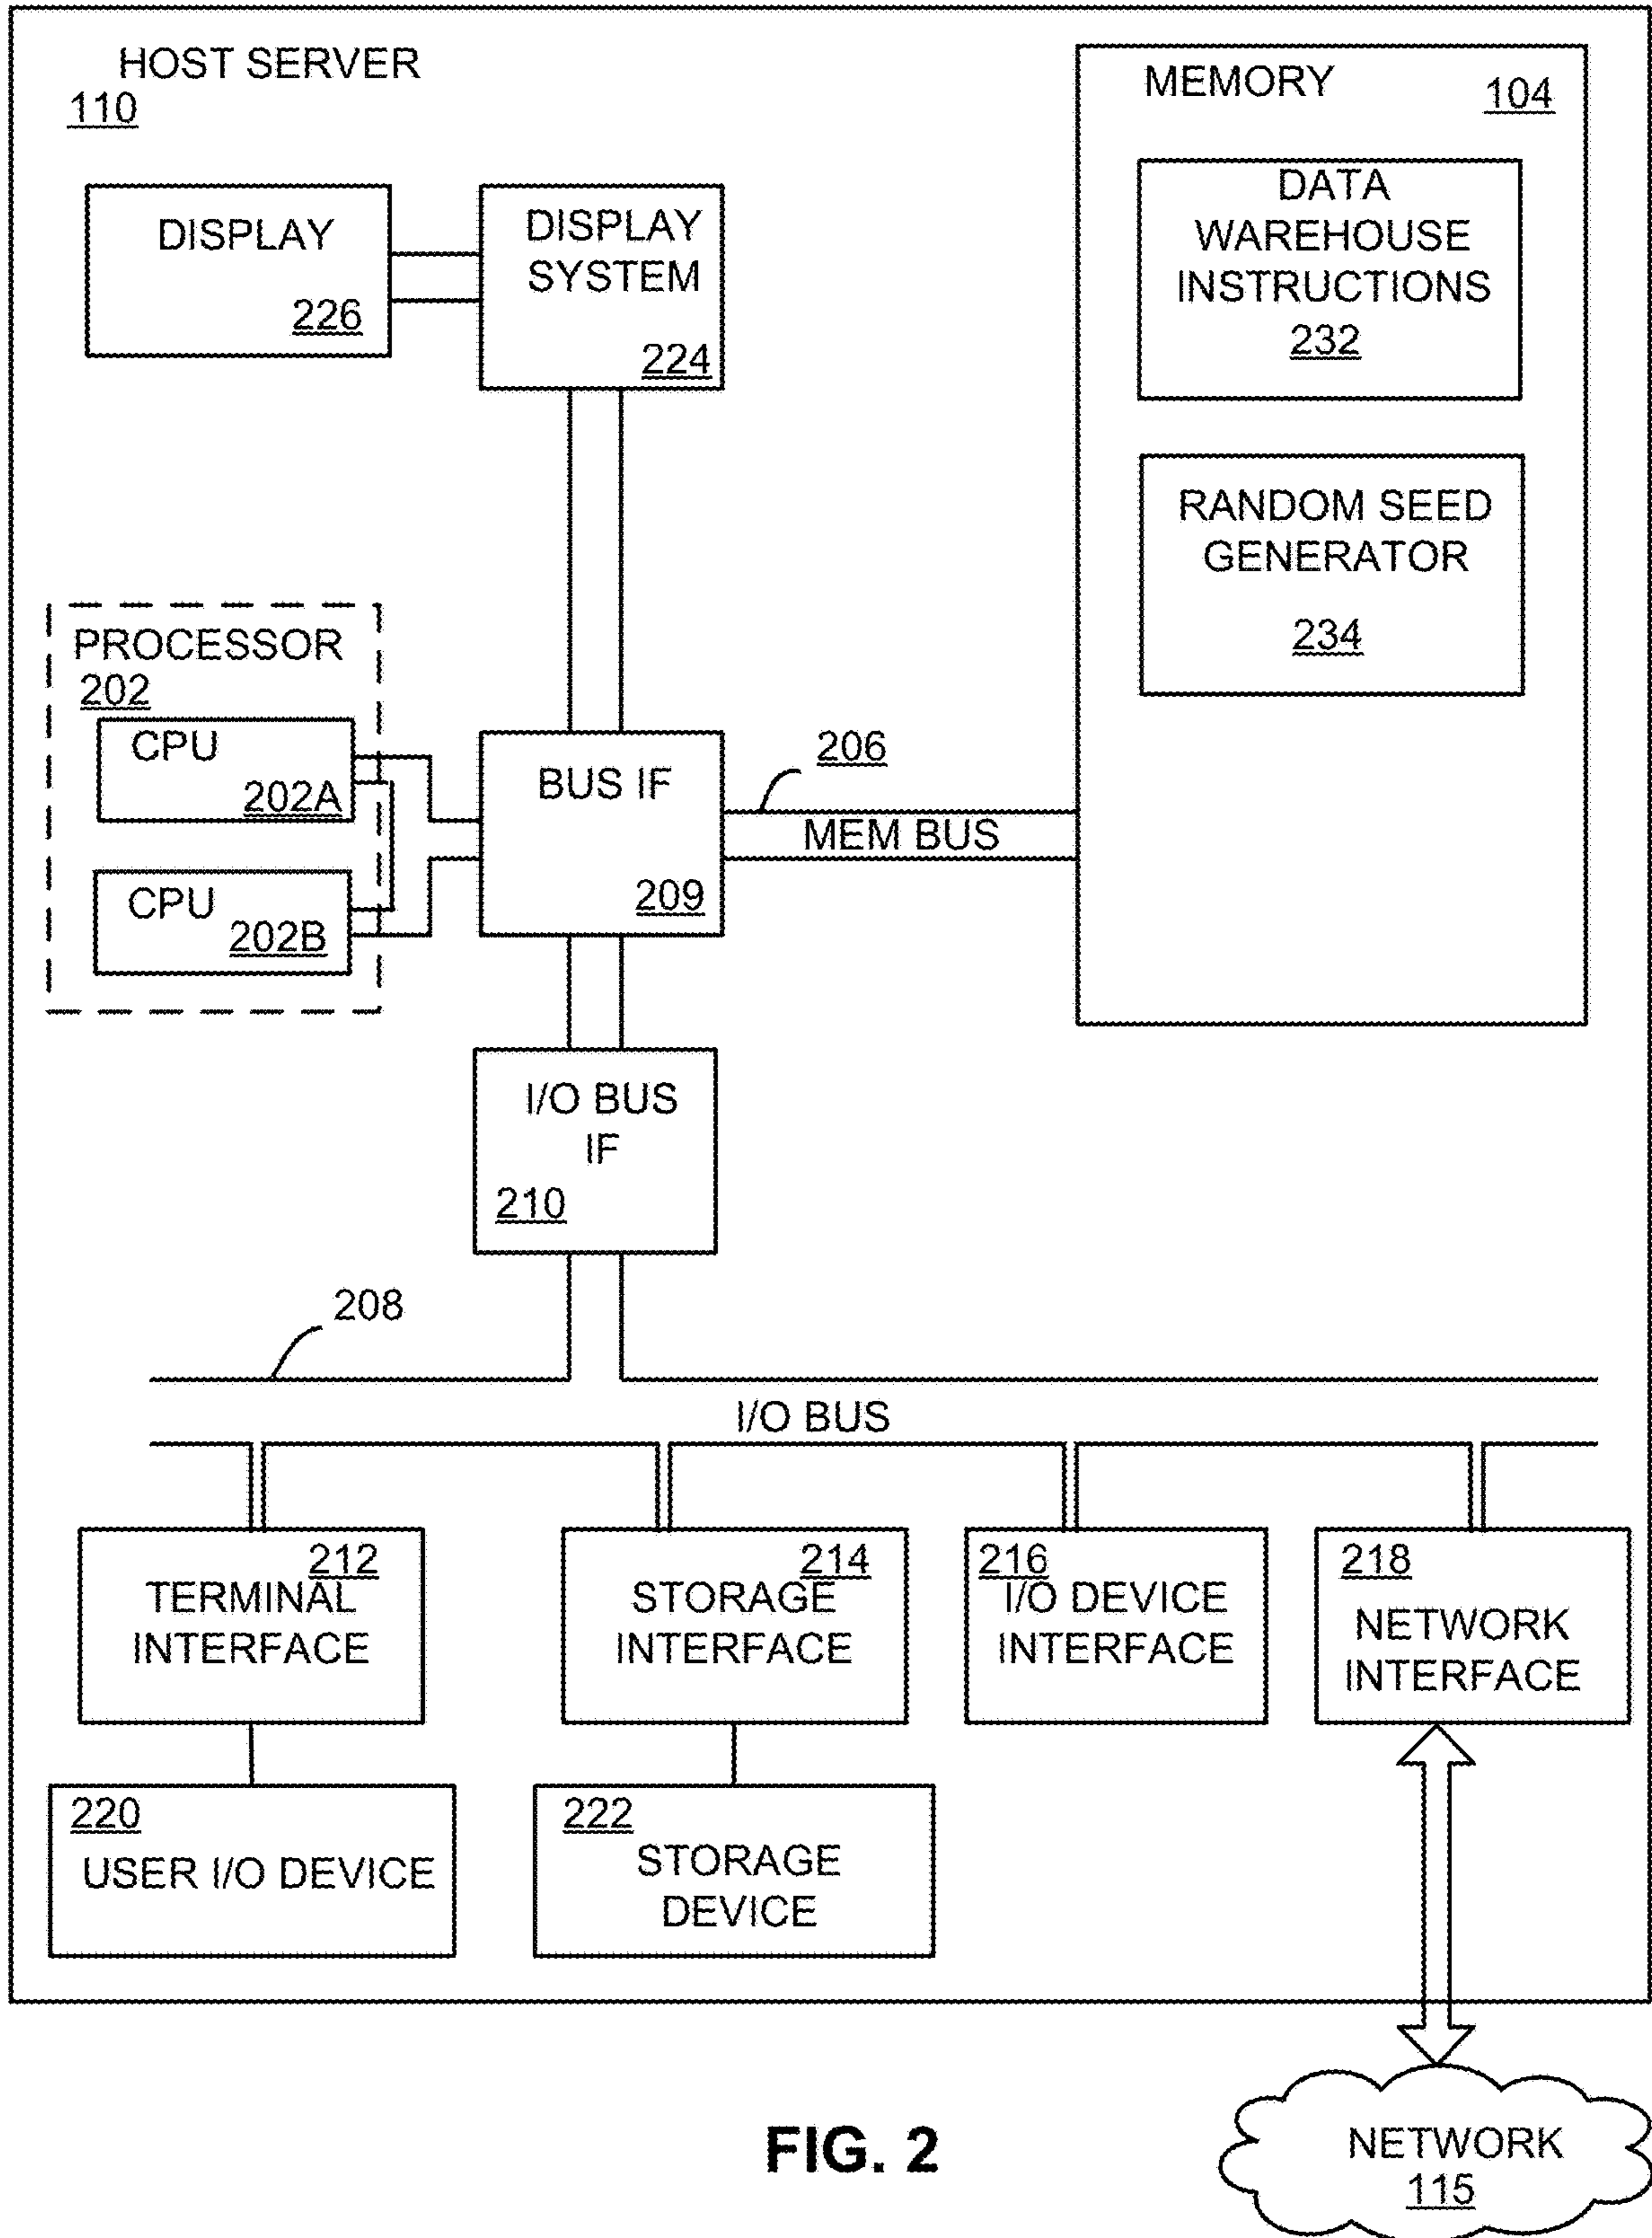 HOST SERVER
110
MEMORY
104
DISPLAY
226
DISPLAY
SYSTEM
224
DATA
WAREHOUSE
INSTRUCTIONS
232
RANDOM SEED
GENERATOR
234
PROCESSOR
202
CPU
202A
CPU
202B
BUS IF
209
206
MEM BUS
I/O BUS
IF
210
208
I/O BUS
212
TERMINAL
INTERFACE
214
STORAGE
INTERFACE
216
I/O DEVICE
INTERFACE
218
NETWORK
INTERFACE
220
USER I/O DEVICE
222
STORAGE
DEVICE
FIG. 2
NETWORK
115